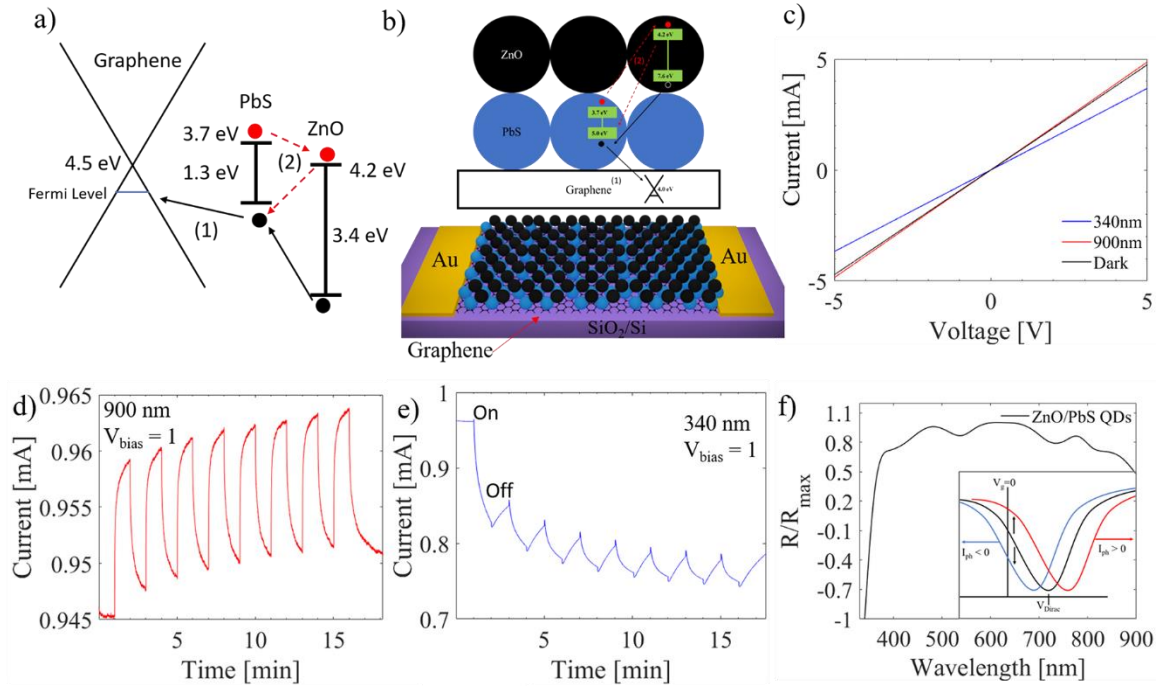 a)
Graphene
PbS
3.7 eV
ZnO
4.5 eV
(2)
4.2 eV
1.3 eV
Fermi Level
(1)
3.4 eV
b)
ZnO
4.2 eV
(2)
7.6 eV
PbS
3.7 eV
5.0 eV
(1)
Graphene
Au
Au
SiO2/Si
Graphene
c)
5
0
-5
Current [mA]
340nm
900nm
Dark
-5
0
5
Voltage [V]
d)
0.965
0.96
0.955
0.95
0.945
Current [mA]
900 nm
Vbias = 1
5
10
15
Time [min]
e)
1
0.9
0.8
0.7
Current [mA]
On
Off
340 nm
Vbias = 1
5
10
15
Time [min]
f)
1.1
0.8
0.5
0.2
-0.1
-0.4
-0.7
-1
R/Rmax
ZnO/PbS QDs
Vg=0
Iph < 0
Iph > 0
VDirac
400
500
600
700
800
900
Wavelength [nm]